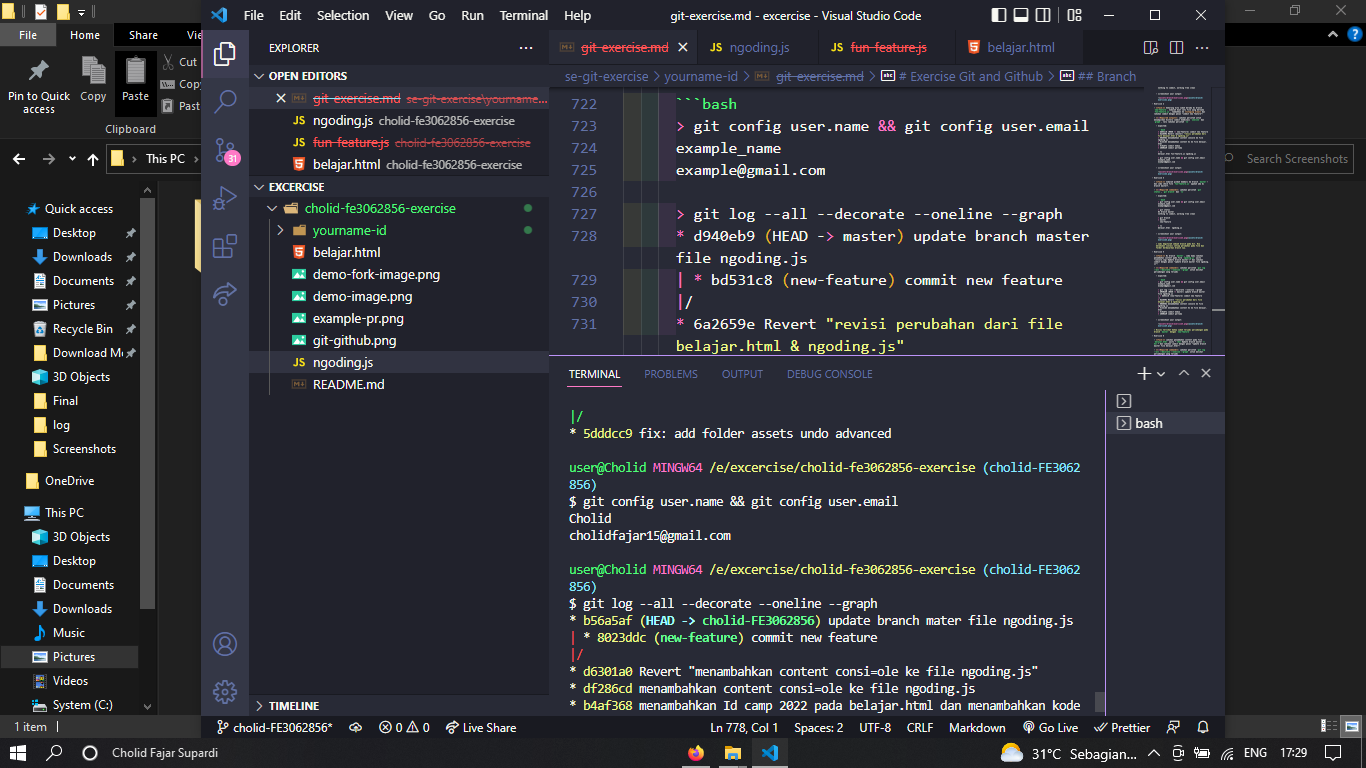 File Edit Selection View Go Run Terminal Help git-exercise.md - excercise - Visual Studio Code
File Home Share
Pin to Quick access
Copy
Paste
Cut
Clipboard
This PC
Search Screenshots
Quick access
Desktop
Downloads
Documents
Pictures
Recycle Bin
3D Objects
Final
log
Screenshots
OneDrive
This PC
3D Objects
Desktop
Documents
Downloads
Music
Pictures
Videos
System (C:)
1 item
EXPLORER
OPEN EDITORS
git-exercise.md se-git-exercise\yourname...
JS ngoding.js cholid-fe3062856-exercise
JS fun-feature.js cholid-fe3062856-exercise
belajar.html cholid-fe3062856-exercise
31
EXCERCISE
cholid-fe3062856-exercise
yourname-id
belajar.html
demo-fork-image.png
demo-image.png
example-pr.png
git-github.png
JS ngoding.js
README.md
TIMELINE
git-exercise.md JS ngoding.js JS fun-feature.js belajar.html
se-git-exercise > yourname-id > git-exercise.md > # Exercise Git and Github > ## Branch
722 ```bash
723 > git config user.name && git config user.email
724 example_name
725 example@gmail.com
726
727 > git log --all --decorate --oneline --graph
728 * d940eb9 (HEAD -> master) update branch master
file ngoding.js
729 | * bd531c8 (new-feature) commit new feature
730 |/
731 * 6a2659e Revert "revisi perubahan dari file
belajar.html & ngoding.js"
TERMINAL PROBLEMS OUTPUT DEBUG CONSOLE
bash
|/
* 5dddcc9 fix: add folder assets undo advanced
user@Cholid MINGW64 /e/excercise/cholid-fe3062856-exercise (cholid-FE3062
856)
$ git config user.name && git config user.email
Cholid
cholidfajar15@gmail.com
user@Cholid MINGW64 /e/excercise/cholid-fe3062856-exercise (cholid-FE3062
856)
$ git log --all --decorate --oneline --graph
* b56a5af (HEAD -> cholid-FE3062856) update branch mater file ngoding.js
| * 8023ddc (new-feature) commit new feature
|/
* d6301a0 Revert "menambahkan content consi=ole ke file ngoding.js"
* df286cd menambahkan content consi=ole ke file ngoding.js
* b4af368 menambahkan Id camp 2022 pada belajar.html dan menambahkan kode
cholid-FE3062856* 0 0 Live Share Ln 778, Col 1 Spaces: 2 UTF-8 CRLF Markdown Go Live Prettier
Cholid Fajar Supardi 31°C Sebagian... ENG 17:29